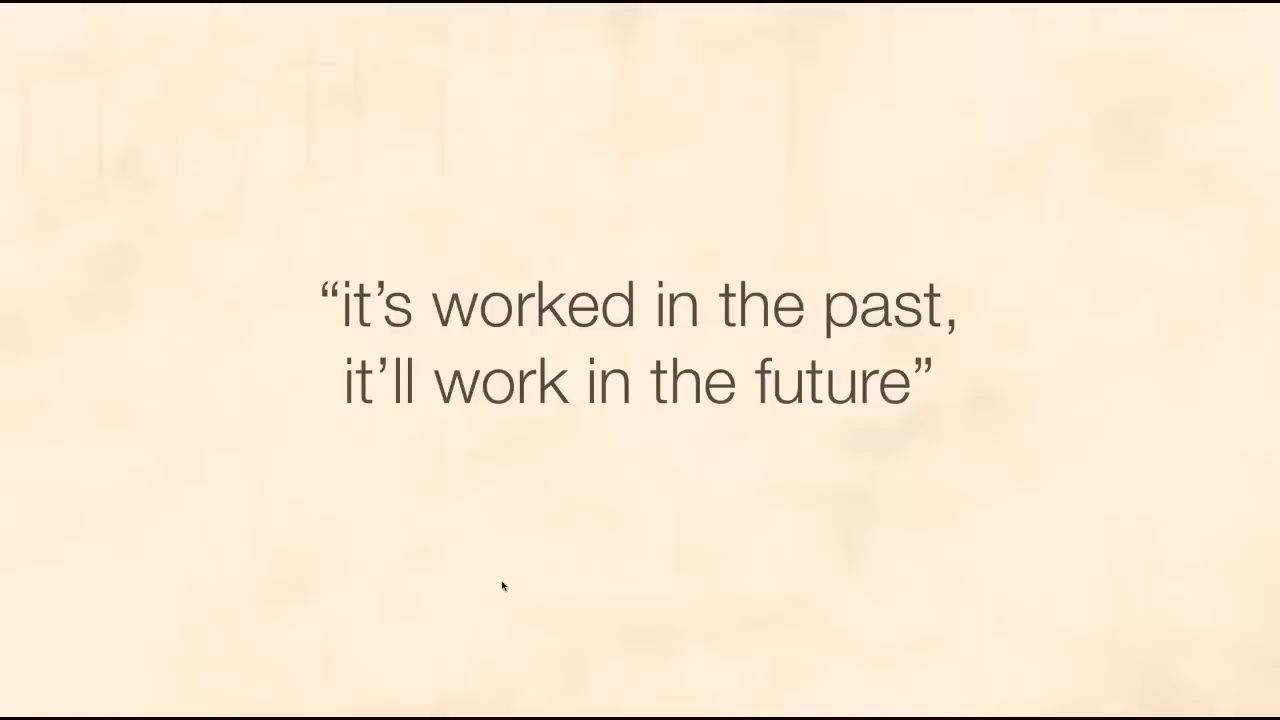 “it’s worked in the past,
it’ll work in the future”